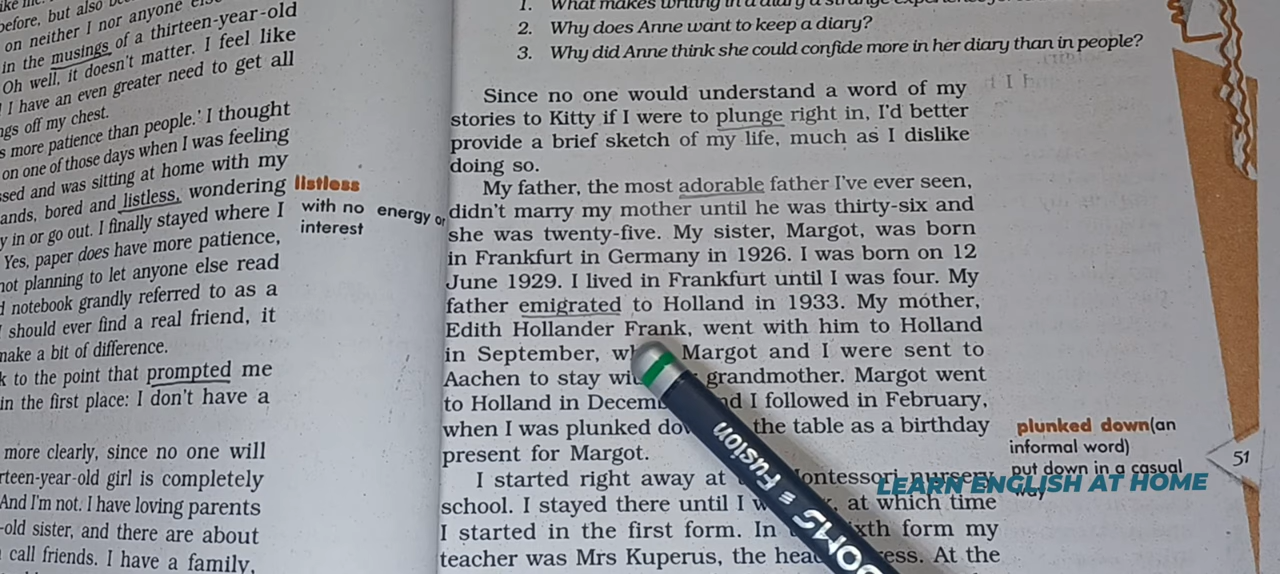 before, but also
on neither I nor anyone
in the musings of a thirteen-year-old
Oh well, it doesn't matter. I feel like
I have an even greater need to get all
off my chest.
more patience than people.' I thought
on one of those days when I was feeling
and was sitting at home with my
bored and listless, wondering
in or go out. I finally stayed where I
Yes, paper does have more patience,
not planning to let anyone else read
notebook grandly referred to as a
should ever find a real friend, it
make a bit of difference.
to the point that prompted me
in the first place: I don't have a
more clearly, since no one will
girl is completely
And I'm not. I have loving parents
sister, and there are about
call friends. I have a family,
listless
with no energy or
interest
1. What makes writing in a diary a strange
2. Why does Anne want to keep a diary?
3. Why did Anne think she could confide more in her diary than in people?
Since no one would understand a word of my
stories to Kitty if I were to plunge right in, I'd better
provide a brief sketch of my life, much as I dislike
doing so.
My father, the most adorable father I've ever seen,
didn't marry my mother until he was thirty-six and
she was twenty-five. My sister, Margot, was born
in Frankfurt in Germany in 1926. I was born on 12
June 1929. I lived in Frankfurt until I was four. My
father emigrated to Holland in 1933. My mother,
Edith Hollander Frank, went with him to Holland
in September, Margot and I were sent to
Aachen to stay grandmother. Margot went
to Holland in I followed in February,
when I was plunked the table as a birthday
present for Margot.
I started right away at nursery
school. I stayed there until I at which time
I started in the first form. In form my
teacher was Mrs Kuperus, the At the
plunked down(an
informal word)
put down in a casual
way
51
LEARN ENGLISH AT HOME
Fusion
DOMS